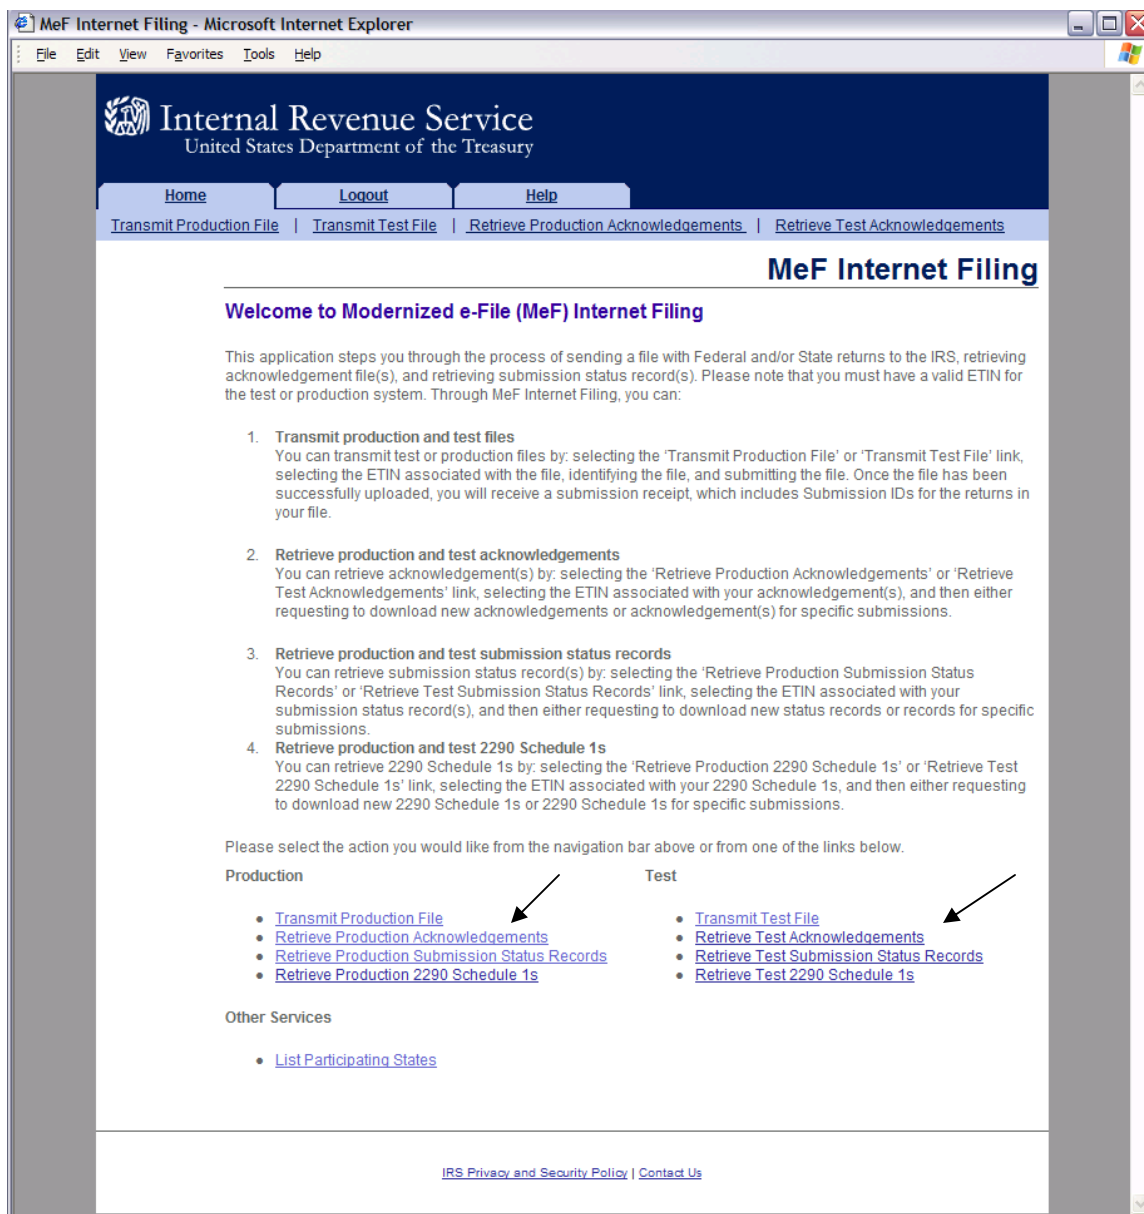 MeF Internet Filing - Microsoft Internet Explorer
File Edit View Favorites Tools Help
Internal Revenue Service
United States Department of the Treasury
Home Logout Help
Transmit Production File | Transmit Test File | Retrieve Production Acknowledgements | Retrieve Test Acknowledgements
MeF Internet Filing
Welcome to Modernized e-File (MeF) Internet Filing
This application steps you through the process of sending a file with Federal and/or State returns to the IRS, retrieving
acknowledgement file(s), and retrieving submission status record(s). Please note that you must have a valid ETIN for
the test or production system. Through MeF Internet Filing, you can:
1. Transmit production and test files
You can transmit test or production files by: selecting the ‘Transmit Production File’ or ‘Transmit Test File’ link,
selecting the ETIN associated with the file, identifying the file, and submitting the file. Once the file has been
successfully uploaded, you will receive a submission receipt, which includes Submission IDs for the returns in
your file.
2. Retrieve production and test acknowledgements
You can retrieve acknowledgement(s) by: selecting the ‘Retrieve Production Acknowledgements’ or ‘Retrieve
Test Acknowledgements’ link, selecting the ETIN associated with your acknowledgement(s), and then either
requesting to download new acknowledgements or acknowledgement(s) for specific submissions.
3. Retrieve production and test submission status records
You can retrieve submission status record(s) by: selecting the ‘Retrieve Production Submission Status
Records’ or ‘Retrieve Test Submission Status Records’ link, selecting the ETIN associated with your
submission status record(s), and then either requesting to download new status records or records for specific
submissions.
4. Retrieve production and test 2290 Schedule 1s
You can retrieve 2290 Schedule 1s by: selecting the ‘Retrieve Production 2290 Schedule 1s’ or ‘Retrieve Test
2290 Schedule 1s’ link, selecting the ETIN associated with your 2290 Schedule 1s, and then either requesting
to download new 2290 Schedule 1s or 2290 Schedule 1s for specific submissions.
Please select the action you would like from the navigation bar above or from one of the links below.
Production
• Transmit Production File
• Retrieve Production Acknowledgements
• Retrieve Production Submission Status Records
• Retrieve Production 2290 Schedule 1s
Test
• Transmit Test File
• Retrieve Test Acknowledgements
• Retrieve Test Submission Status Records
• Retrieve Test 2290 Schedule 1s
Other Services
• List Participating States
IRS Privacy and Security Policy | Contact Us